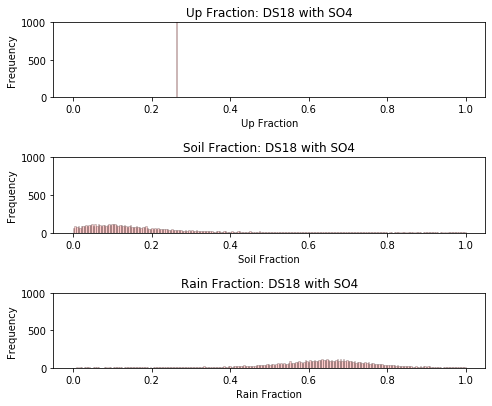 Up Fraction: DS18 with SO4
1000
500
0
Frequency
0.0 0.2 0.4 0.6 0.8 1.0
Up Fraction
Soil Fraction: DS18 with SO4
1000
500
0
Frequency
0.0 0.2 0.4 0.6 0.8 1.0
Soil Fraction
Rain Fraction: DS18 with SO4
1000
500
0
Frequency
0.0 0.2 0.4 0.6 0.8 1.0
Rain Fraction